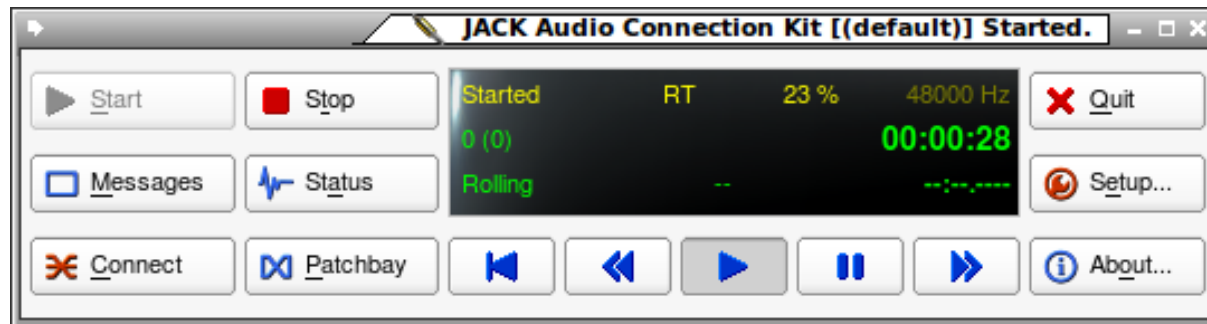 JACK Audio Connection Kit [(default)] Started.
Start
Stop
Started RT 23 % 48000 Hz
Quit
0 (0) 00:00:28
Messages
Status
Rolling -- --:--.----
Setup...
Connect
Patchbay
About...